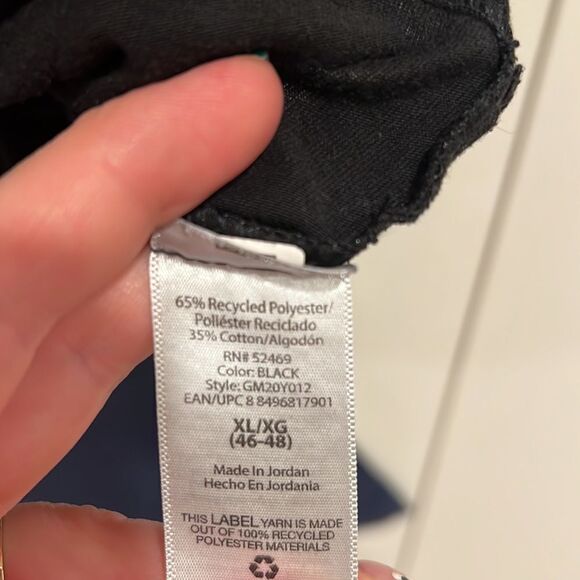 65% Recycled Polyester/
Poliéster Reciclado
35% Cotton/Algodón
RN# 52469
Color: BLACK
Style: GM20Y012
EAN/UPC 8 8496817901
XL/XG
(46-48)
Made In Jordan
Hecho En Jordania
THIS LABEL YARN IS MADE
OUT OF 100% RECYCLED
POLYESTER MATERIALS